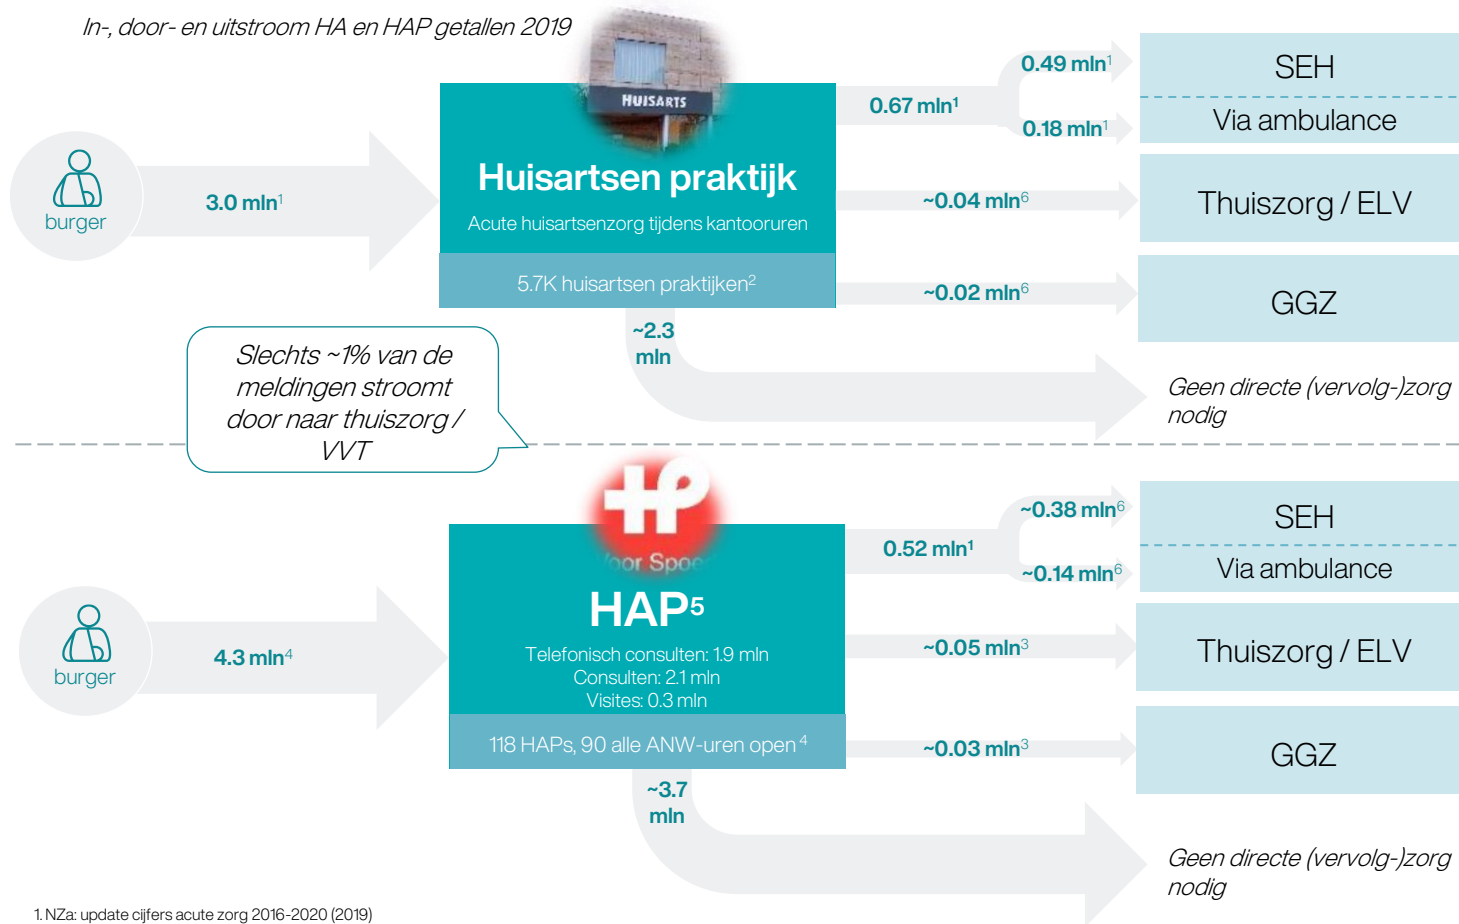 In-, door- en uitstroom HA en HAP getallen 2019
HUISARTS
0.49 mln¹
SEH
0.67 mln¹
0.18 mln¹
Via ambulance
burger
3.0 mln¹
Huisartsen praktijk
Acute huisartsenzorg tijdens kantooruren
5.7K huisartsen praktijken²
~0.04 mln⁶
Thuiszorg / ELV
~0.02 mln⁶
GGZ
~2.3
mln
Geen directe (vervolg-)zorg
nodig
Slechts ~1% van de
meldingen stroomt
door naar thuiszorg /
VVT
oor Spoe
~0.38 mln⁶
SEH
0.52 mln¹
~0.14 mln⁶
Via ambulance
burger
4.3 mln⁴
HAP⁵
Telefonisch consulten: 1.9 mln
Consulten: 2.1 mln
Visites: 0.3 mln
118 HAPs, 90 alle ANW-uren open ⁴
~0.05 mln³
Thuiszorg / ELV
~0.03 mln³
GGZ
~3.7
mln
Geen directe (vervolg-)zorg
nodig
1. NZa: update cijfers acute zorg 2016-2020 (2019)